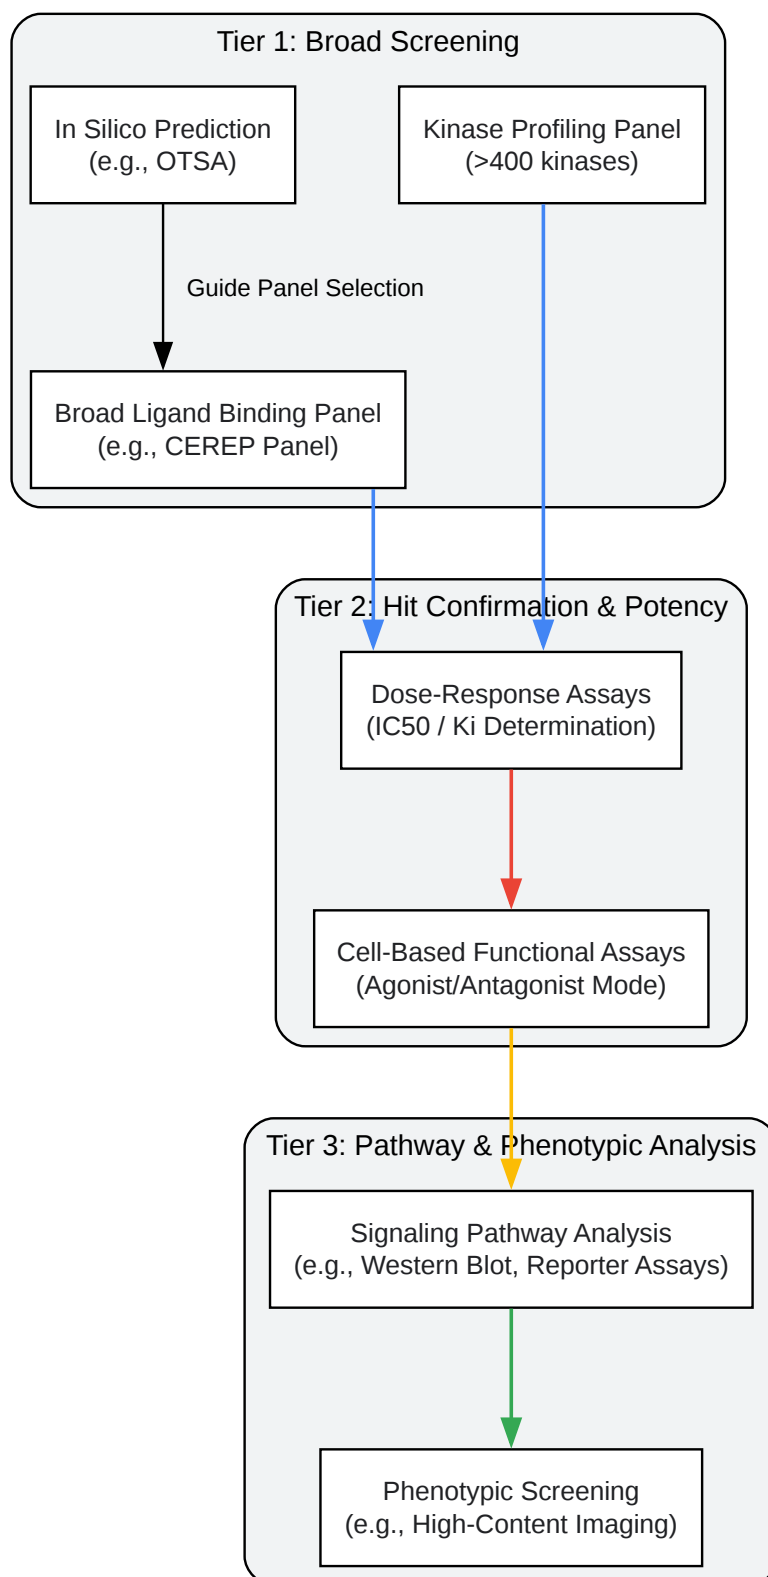 Tier 1: Broad Screening
In Silico Prediction
(e.g., OTSA)
Kinase Profiling Panel
(>400 kinases)
Guide Panel Selection
Broad Ligand Binding Panel
(e.g., CEREP Panel)
Tier 2: Hit Confirmation & Potency
Dose-Response Assays
(IC50 / Ki Determination)
Cell-Based Functional Assays
(Agonist/Antagonist Mode)
Tier 3: Pathway & Phenotypic Analysis
Signaling Pathway Analysis
(e.g., Western Blot, Reporter Assays)
Phenotypic Screening
(e.g., High-Content Imaging)